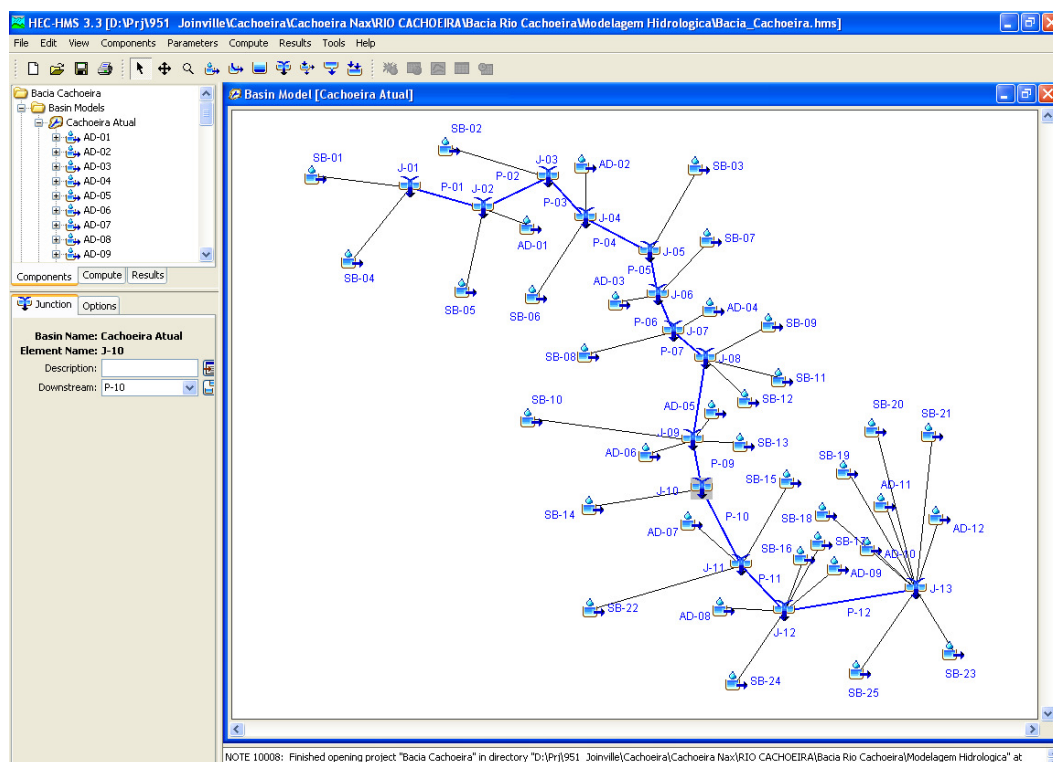 HEC-HMS 3.3 [D:\Prj\951_Joinville\Cachoeira\Cachoeira Nax\RIO CACHOEIRA\Bacia Rio Cachoeira\Modelagem Hidrologica\Bacia_Cachoeira.hms]
File Edit View Components Parameters Compute Results Tools Help
Bacia Cachoeira
Basin Models
Cachoeira Atual
AD-01
AD-02
AD-03
AD-04
AD-05
AD-06
AD-07
AD-08
AD-09
Components Compute Results
Junction Options
Basin Name: Cachoeira Atual
Element Name: J-10
Description:
Downstream: P-10
Basin Model [Cachoeira Atual]
SB-02
SB-01 J-01 P-02 J-03 AD-02 SB-03
P-01 J-02 P-03
J-04
AD-01 P-04 SB-07
SB-04 J-05
P-05
SB-05 SB-06 AD-03 J-06
AD-04
P-06 J-07 SB-09
SB-08 P-07 J-08
SB-11
SB-10 AD-05 SB-12
SB-20 SB-21
J-09 SB-13
AD-06 SB-19
P-09 SB-15 AD-11
J-10
SB-14 P-10 SB-18 AD-12
AD-07 SB-16 SB-17 AD-10
J-11 P-11 AD-09 J-13
SB-22 AD-08 P-12
J-12
SB-24 SB-25 SB-23
NOTE 10008: Finished opening project "Bacia Cachoeira" in directory "D:\Prj\951_Joinville\Cachoeira\Cachoeira Nax\RIO CACHOEIRA\Bacia Rio Cachoeira\Modelagem Hidrologica" at